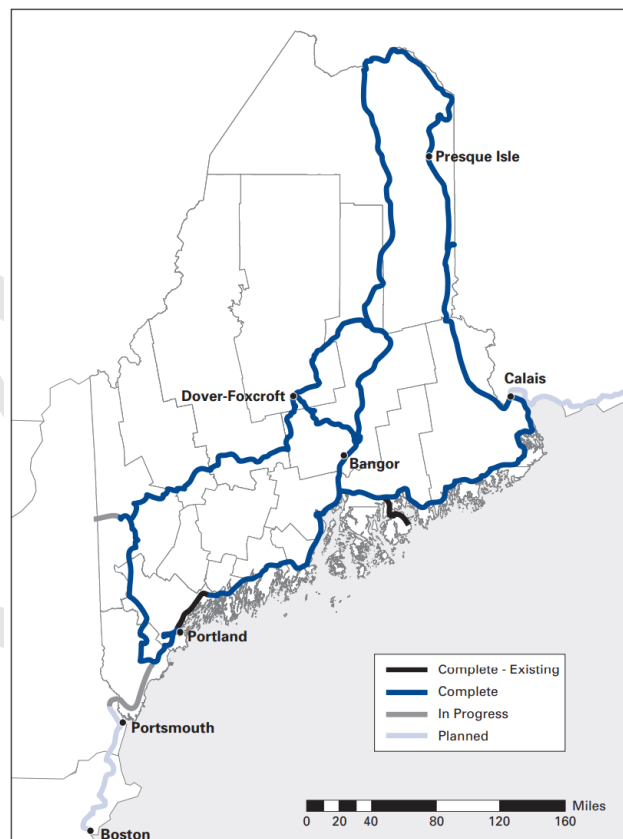 Presque Isle
Dover-Foxcroft
Calais
Bangor
Portland
Complete - Existing
Complete
In Progress
Planned
Portsmouth
Miles
0 20 40 80 120 160
Boston